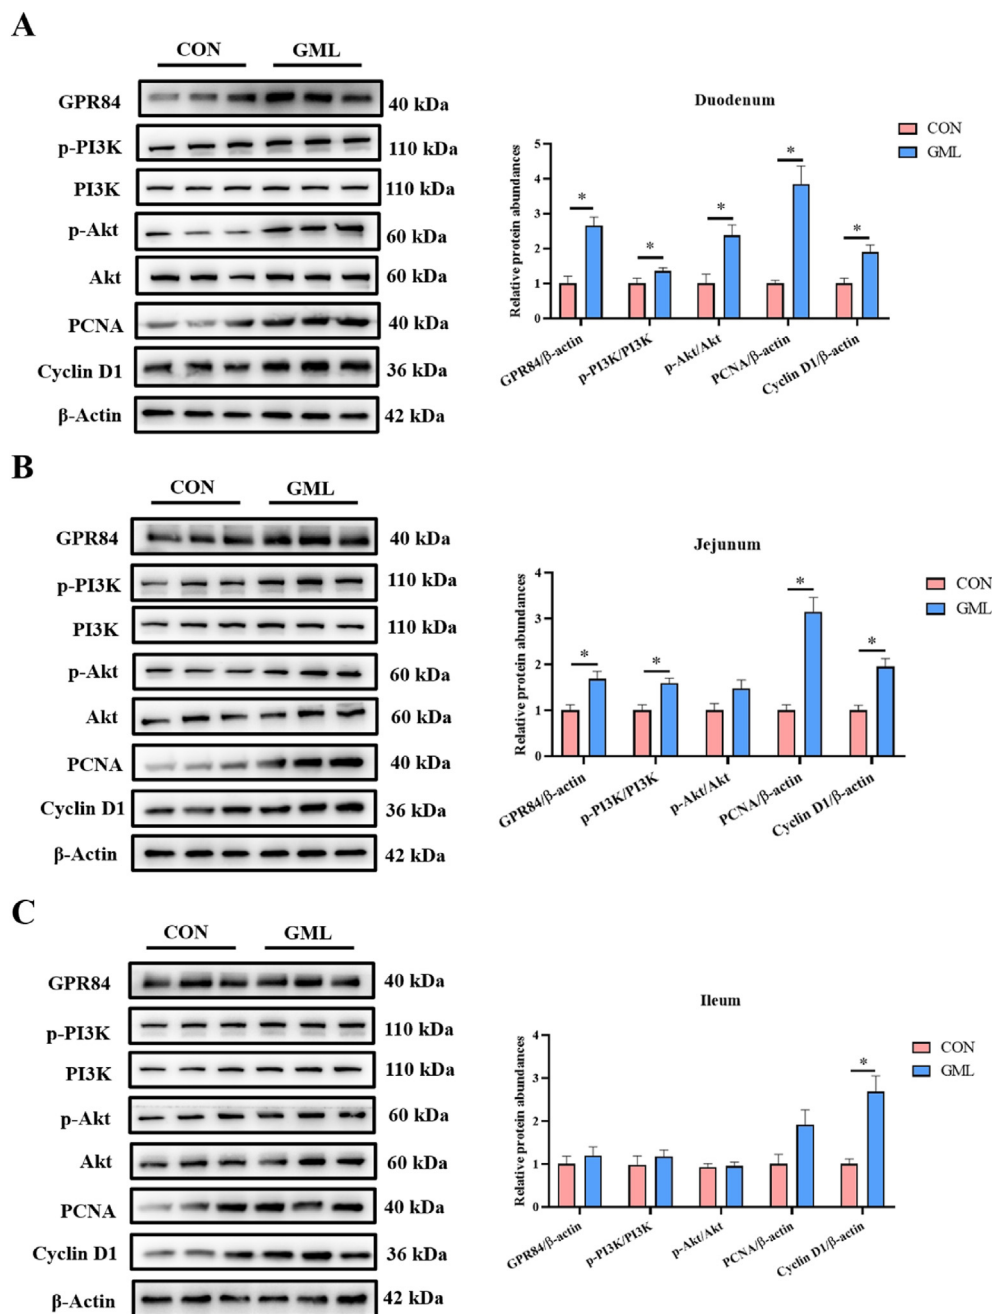 A
CON GML
GPR84 40 kDa
p-PI3K 110 kDa
PI3K 110 kDa
p-Akt 60 kDa
Akt 60 kDa
PCNA 40 kDa
Cyclin D1 36 kDa
β-Actin 42 kDa
Duodenum
CON
GML
Relative protein abundances
5
4
3
2
1
0
* * * * *
GPR84/β-actin
p-PI3K/PI3K
p-Akt/Akt
PCNA/β-actin
Cyclin D1/β-actin
B
CON GML
GPR84 40 kDa
p-PI3K 110 kDa
PI3K 110 kDa
p-Akt 60 kDa
Akt 60 kDa
PCNA 40 kDa
Cyclin D1 36 kDa
β-Actin 42 kDa
Jejunum
CON
GML
Relative protein abundances
4
3
2
1
0
* * * *
GPR84/β-actin
p-PI3K/PI3K
p-Akt/Akt
PCNA/β-actin
Cyclin D1/β-actin
C
CON GML
GPR84 40 kDa
p-PI3K 110 kDa
PI3K 110 kDa
p-Akt 60 kDa
Akt 60 kDa
PCNA 40 kDa
Cyclin D1 36 kDa
β-Actin 42 kDa
Ileum
CON
GML
Relative protein abundances
4
3
2
1
0
*
GPR84/β-actin
p-PI3K/PI3K
p-Akt/Akt
PCNA/β-actin
Cyclin D1/β-actin